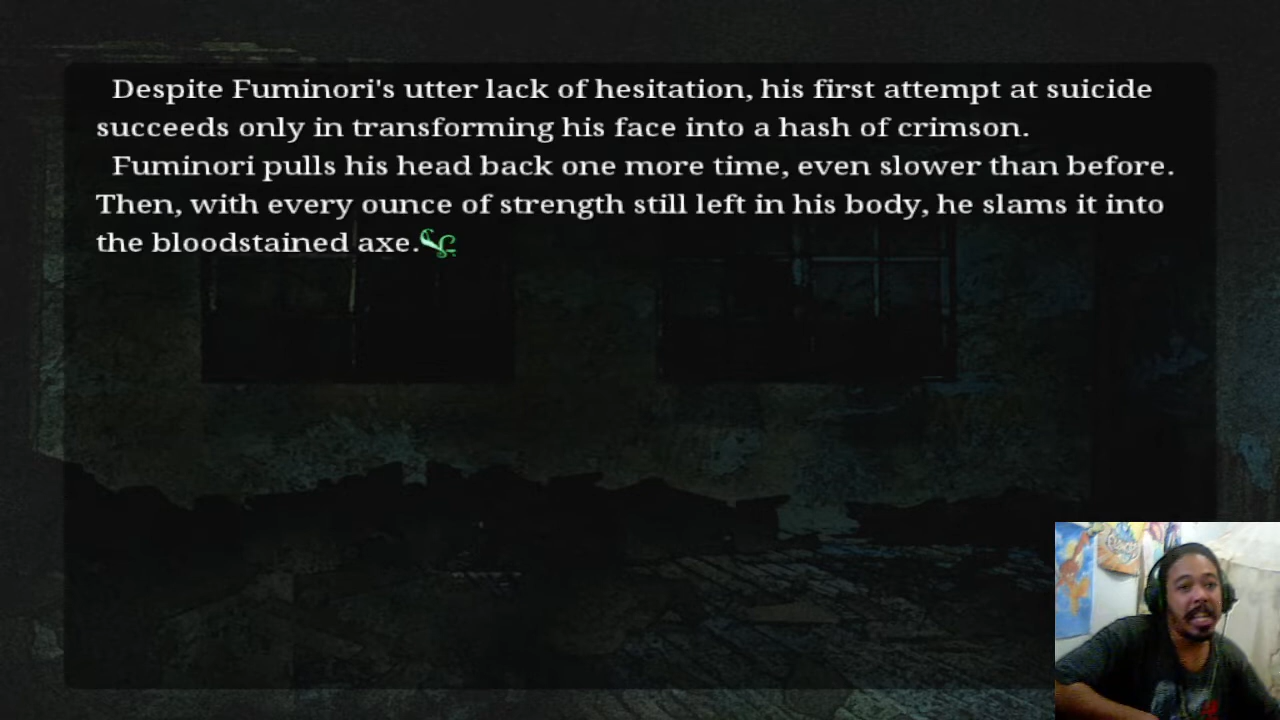 Despite Fuminori's utter lack of hesitation, his first attempt at suicide
succeeds only in transforming his face into a hash of crimson.
Fuminori pulls his head back one more time, even slower than before.
Then, with every ounce of strength still left in his body, he slams it into
the bloodstained axe.